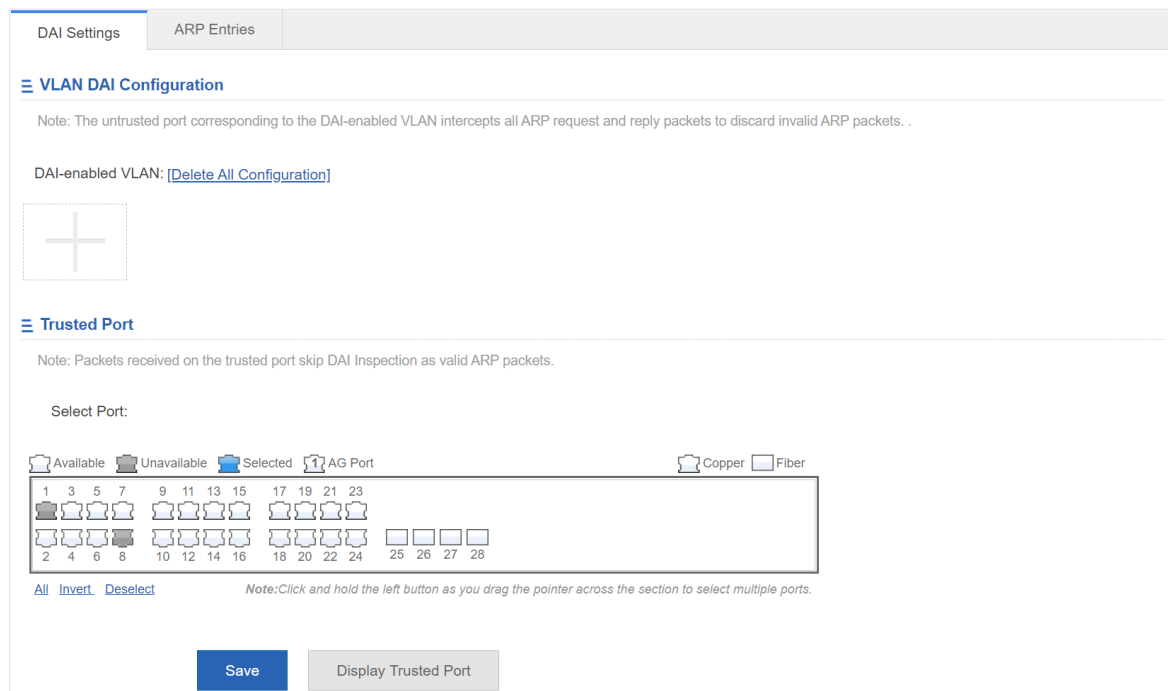 DAI Settings ARP Entries
VLAN DAI Configuration
Note: The untrusted port corresponding to the DAI-enabled VLAN intercepts all ARP request and reply packets to discard invalid ARP packets. .
DAI-enabled VLAN: [Delete All Configuration]
Trusted Port
Note: Packets received on the trusted port skip DAI Inspection as valid ARP packets.
Select Port:
Available Unavailable Selected 1 AG Port Copper Fiber
1 3 5 7 9 11 13 15 17 19 21 23
2 4 6 8 10 12 14 16 18 20 22 24 25 26 27 28
All Invert Deselect Note:Click and hold the left button as you drag the pointer across the section to select multiple ports.
Save Display Trusted Port